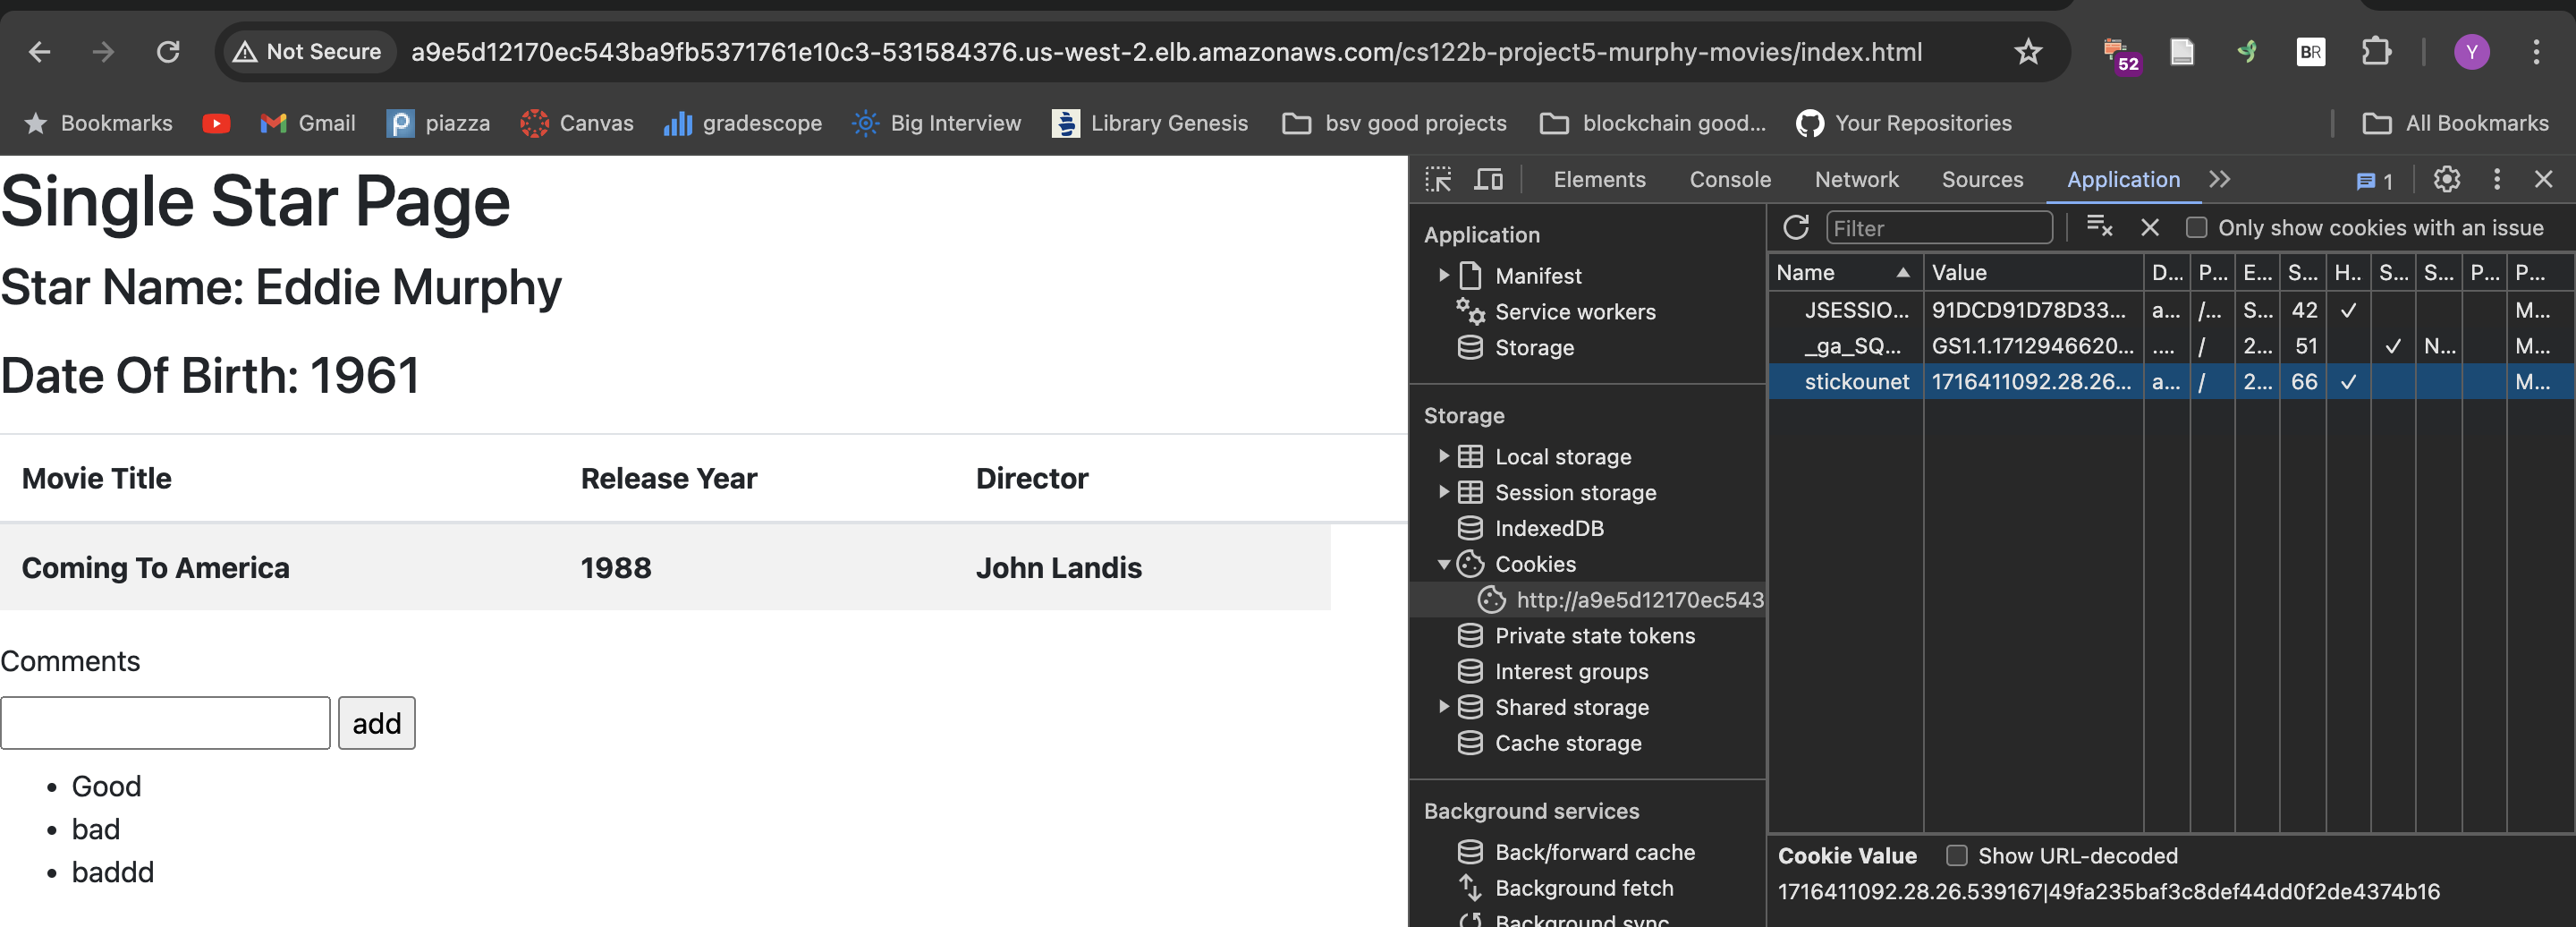 Not Secure a9e5d12170ec543ba9fb5371761e10c3-531584376.us-west-2.elb.amazonaws.com/cs122b-project5-murphy-movies/index.html 52 BR Y
Bookmarks Gmail piazza Canvas gradescope Big Interview Library Genesis bsv good projects blockchain good... Your Repositories All Bookmarks
Single Star Page
Star Name: Eddie Murphy
Date Of Birth: 1961
Movie Title Release Year Director
Coming To America 1988 John Landis
Comments
add
Good
bad
baddd
Elements Console Network Sources Application 1
Application
Manifest
Service workers
Storage
Storage
Local storage
Session storage
IndexedDB
Cookies
http://a9e5d12170ec543
Private state tokens
Interest groups
Shared storage
Cache storage
Background services
Back/forward cache
Background fetch
Background sync
Filter Only show cookies with an issue
Name Value D... P... E... S... H.. S... S... P... P...
JSESSIO... 91DCD91D78D33... a... /... S... 42 ✓ M...
_ga_SQ... GS1.1.1712946620... .... / 2... 51 ✓ N... M...
stickounet 1716411092.28.26... a... / 2... 66 ✓ M...
Cookie Value Show URL-decoded
1716411092.28.26.539167|49fa235baf3c8def44dd0f2de4374b16